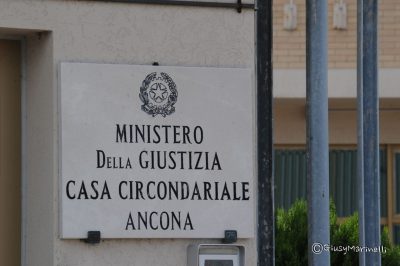 MINISTERO
DELLA GIUSTIZIA
CASA CIRCONDARIALE
ANCONA
©GiusyMarinelli